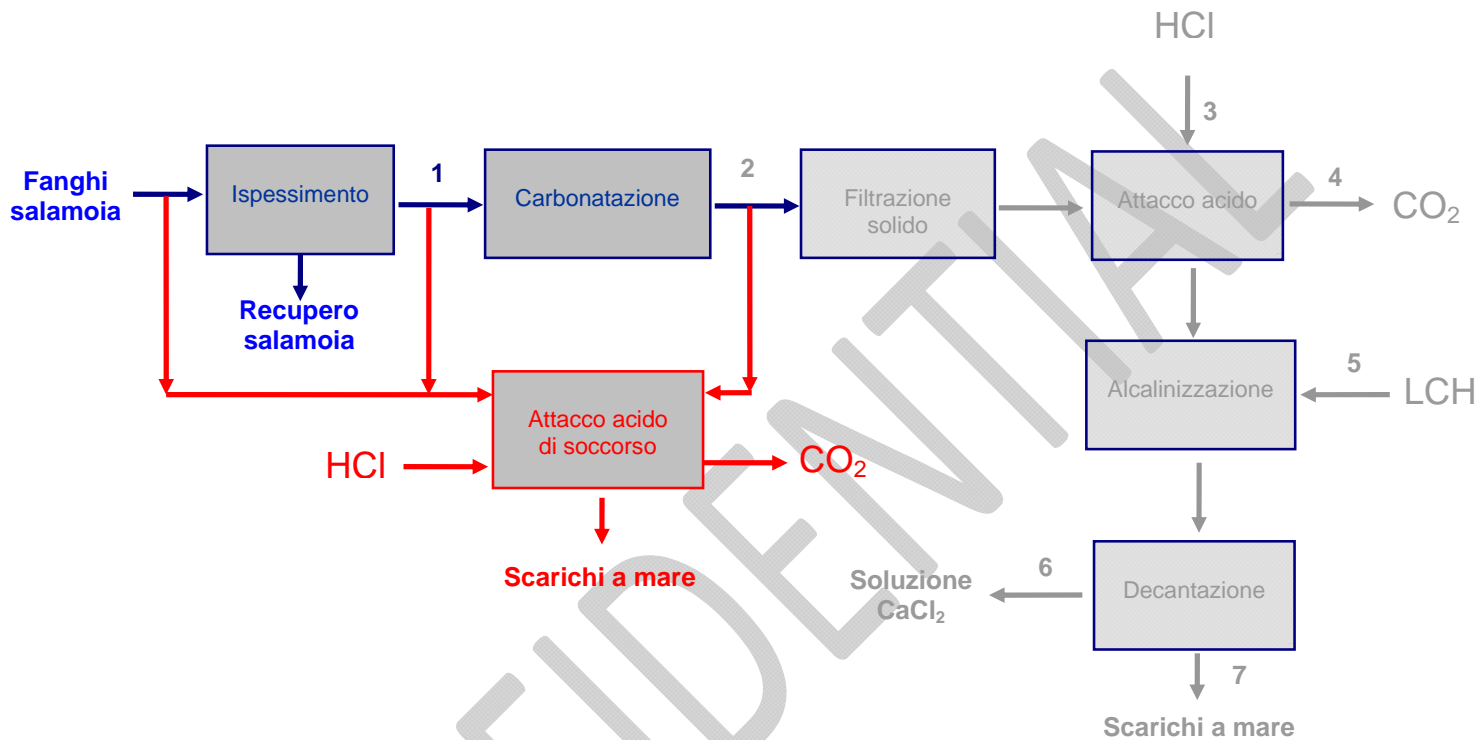 HCl
3
Fanghi
salamoia
Ispessimento
1
Carbonatazione
2
Filtrazione
solido
Attacco acido
4
CO₂
Recupero
salamoia
Alcalinizzazione
5
LCH
Attacco acido
di soccorso
HCl
CO₂
Scarichi a mare
Soluzione
CaCl₂
6
Decantazione
7
Scarichi a mare
FIDENTIAL